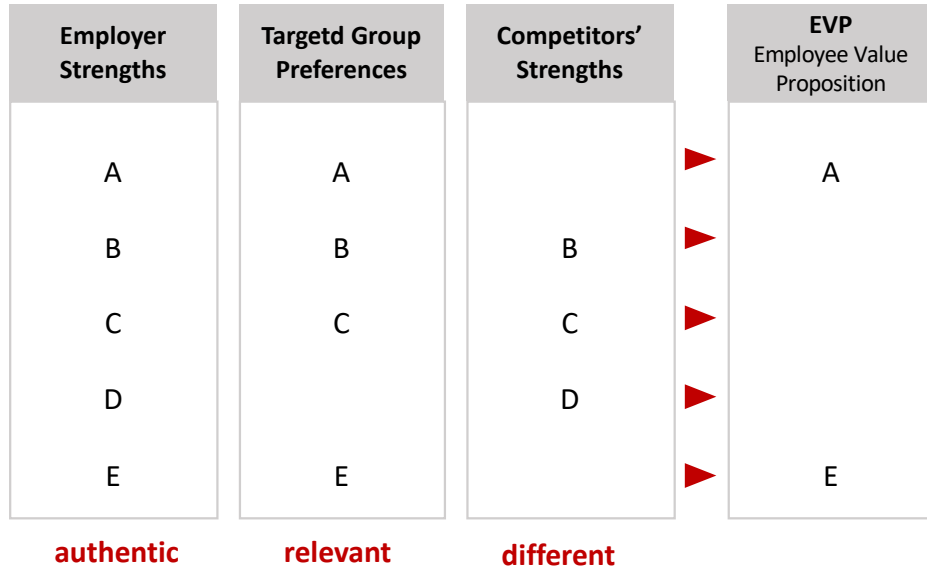 Employer
Strengths
Targetd Group
Preferences
Competitors’
Strengths
EVP
Employee Value
Proposition
A
A
A
B
B
B
C
C
C
D
D
E
E
E
authentic
relevant
different